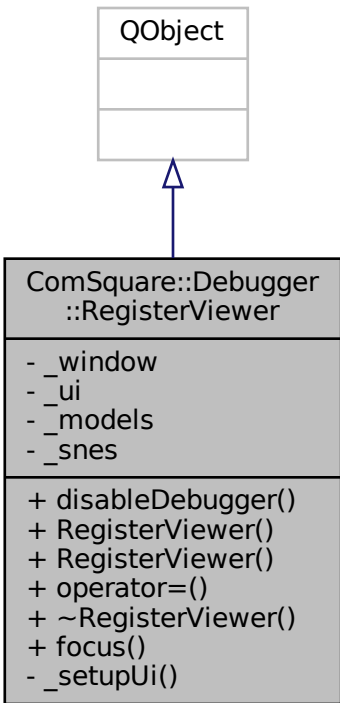 QObject
ComSquare::Debugger
::RegisterViewer
- _window
- _ui
- _models
- _snes
+ disableDebugger()
+ RegisterViewer()
+ RegisterViewer()
+ operator=()
+ ~RegisterViewer()
+ focus()
- _setupUi()